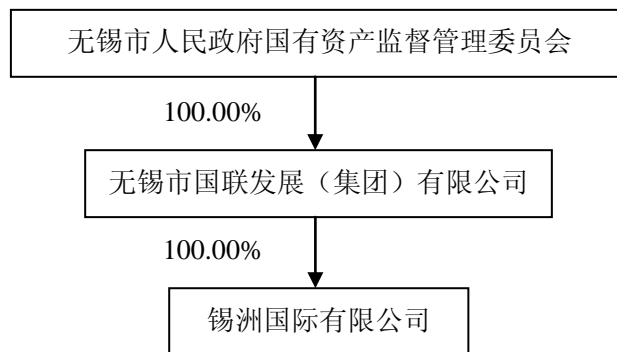 无锡市人民政府国有资产监督管理委员会
100.00%
无锡市国联发展（集团）有限公司
100.00%
锡洲国际有限公司